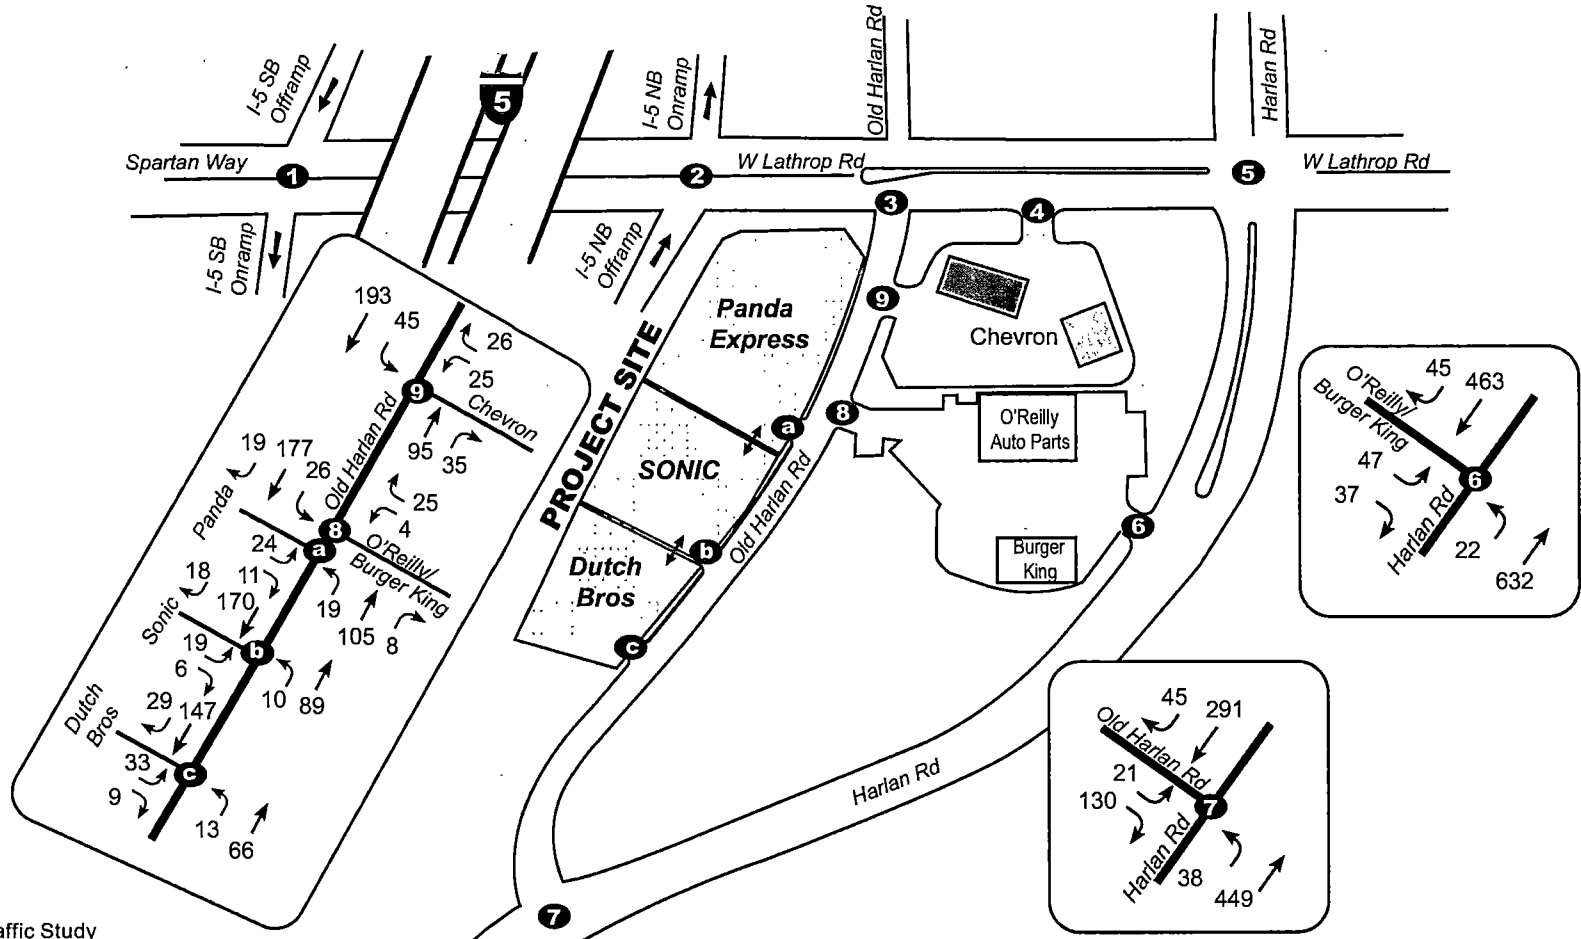 I-5 SB
Offramp
5
I-5 NB
Onramp
Old Harlan Rd
Harlan Rd
Spartan Way
1
2
W Lathrop Rd
5
W Lathrop Rd
3
4
I-5 SB
Onramp
I-5 NB
Offramp
PROJECT SITE
Panda
Express
9
Chevron
8
O'Reilly
Auto Parts
a
SONIC
Old Harlan Rd
b
6
Burger
King
Dutch
Bros
c
Harlan Rd
7
193
45
26
25
9
Chevron
Old Harlan Rd
95
35
19
177
26
25
4
Panda
8
a
O'Reilly/
Burger King
24
11
19
105
8
18
170
Sonic
b
19
6
10
89
29
147
Dutch
Bros
33
9
c
13
66
45
463
O'Reilly/
Burger King
47
37
6
Harlan Rd
22
632
45
291
Old Harlan Rd
21
130
7
Harlan Rd
38
449
affic Study